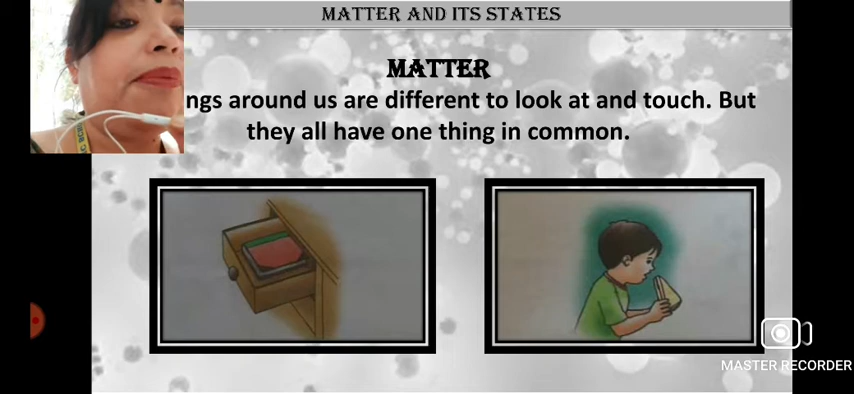 MATTER AND ITS STATES
MATTER
ngs around us are different to look at and touch. But
they all have one thing in common.
MASTER RECORDER